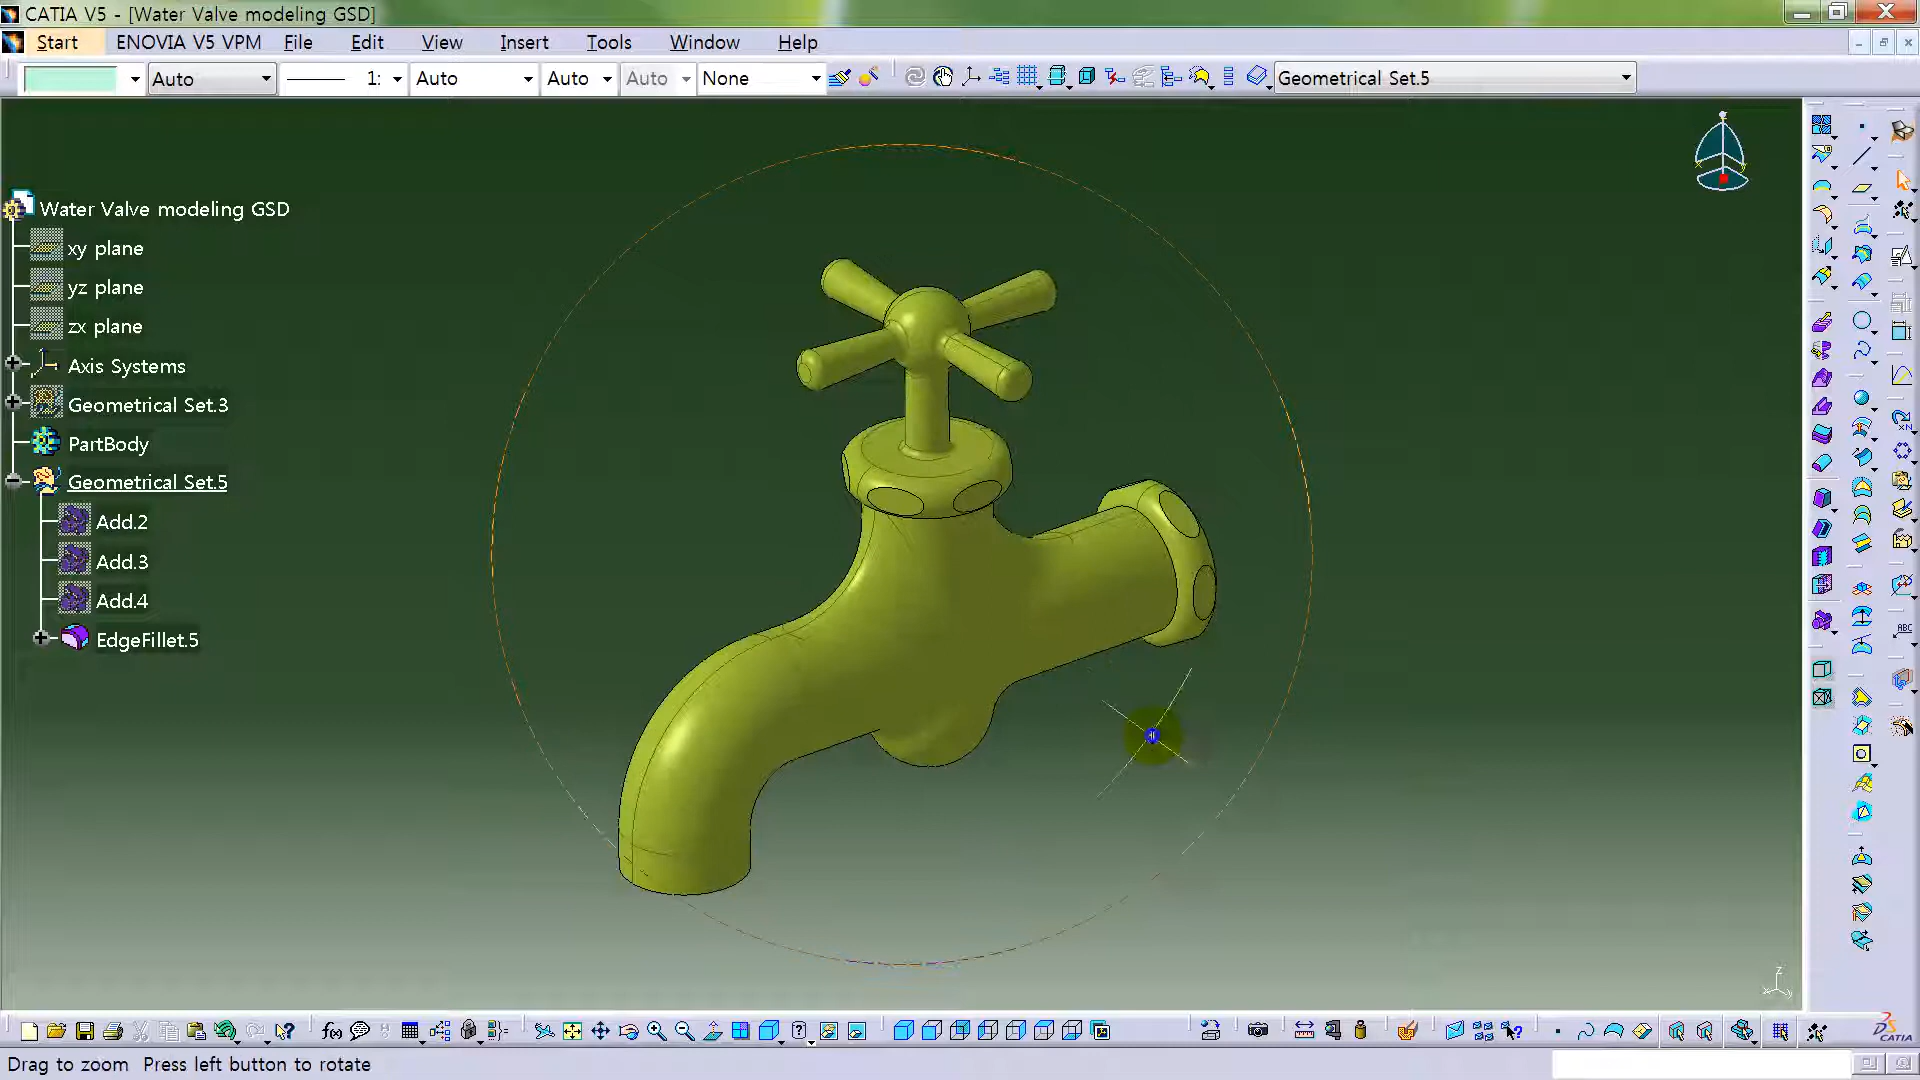 CATIA V5 - [Water Valve modeling GSD]
Start ENOVIA V5 VPM File Edit View Insert Tools Window Help
Auto 1: Auto Auto Auto None Geometrical Set.5
Water Valve modeling GSD
xy plane
yz plane
zx plane
Axis Systems
Geometrical Set.3
PartBody
Geometrical Set.5
Add.2
Add.3
Add.4
EdgeFillet.5
ABC
z
f(x)
CATIA
Drag to zoom Press left button to rotate